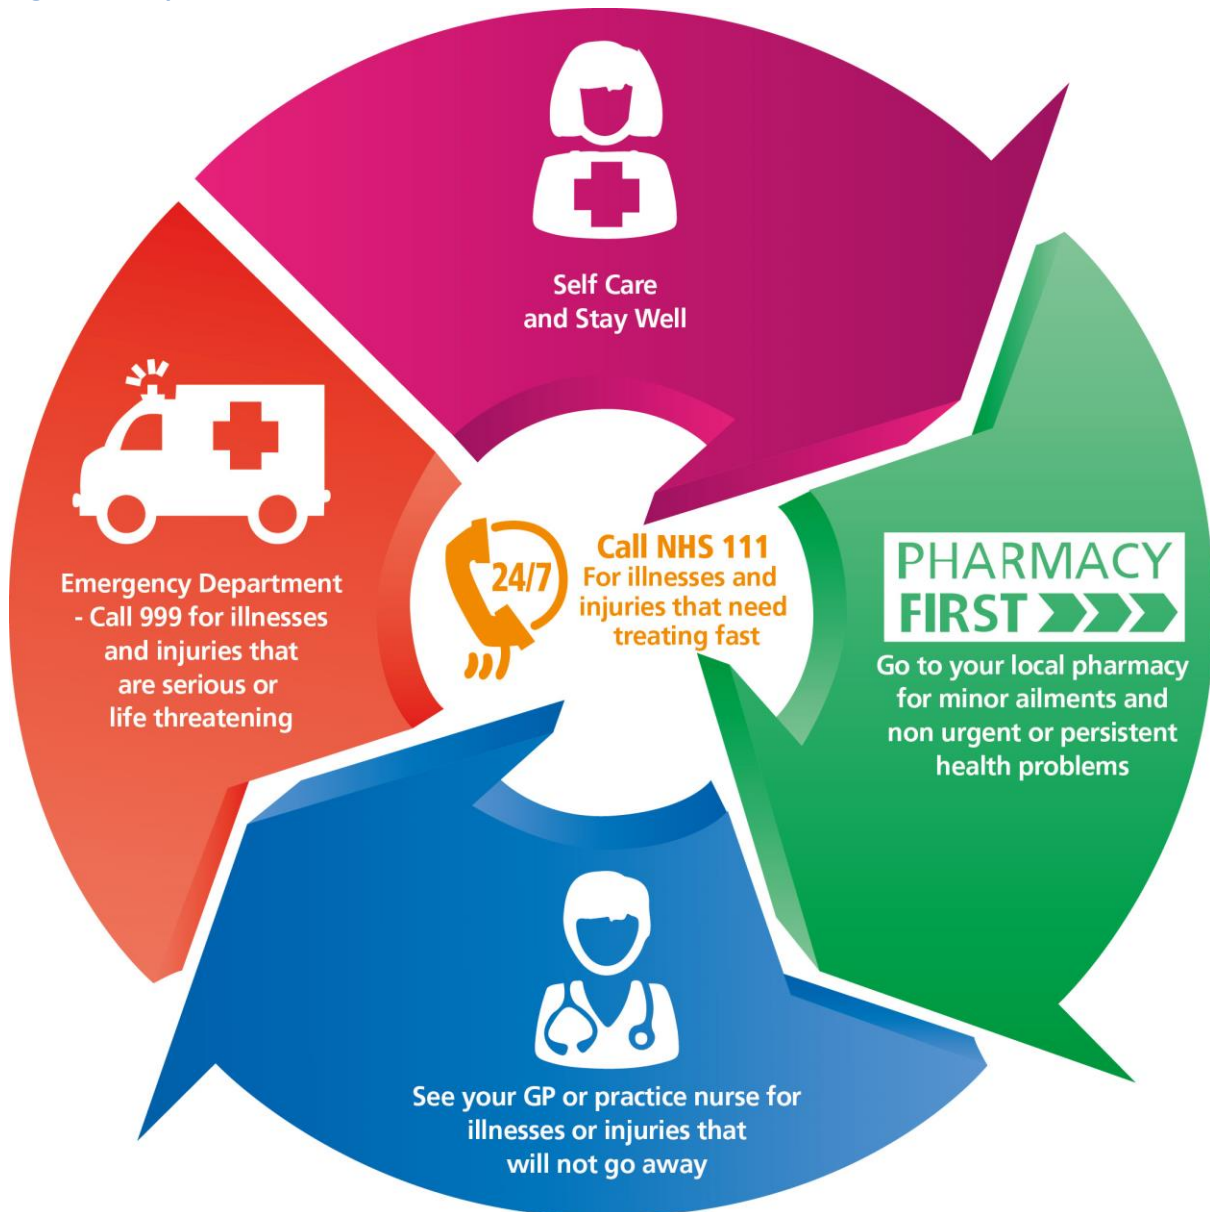 Self Care
and Stay Well
PHARMACY
FIRST
Go to your local pharmacy
for minor ailments and
non urgent or persistent
health problems
See your GP or practice nurse for
illnesses or injuries that
will not go away
Emergency Department
- Call 999 for illnesses
and injuries that
are serious or
life threatening
24/7
Call NHS 111
For illnesses and
injuries that need
treating fast